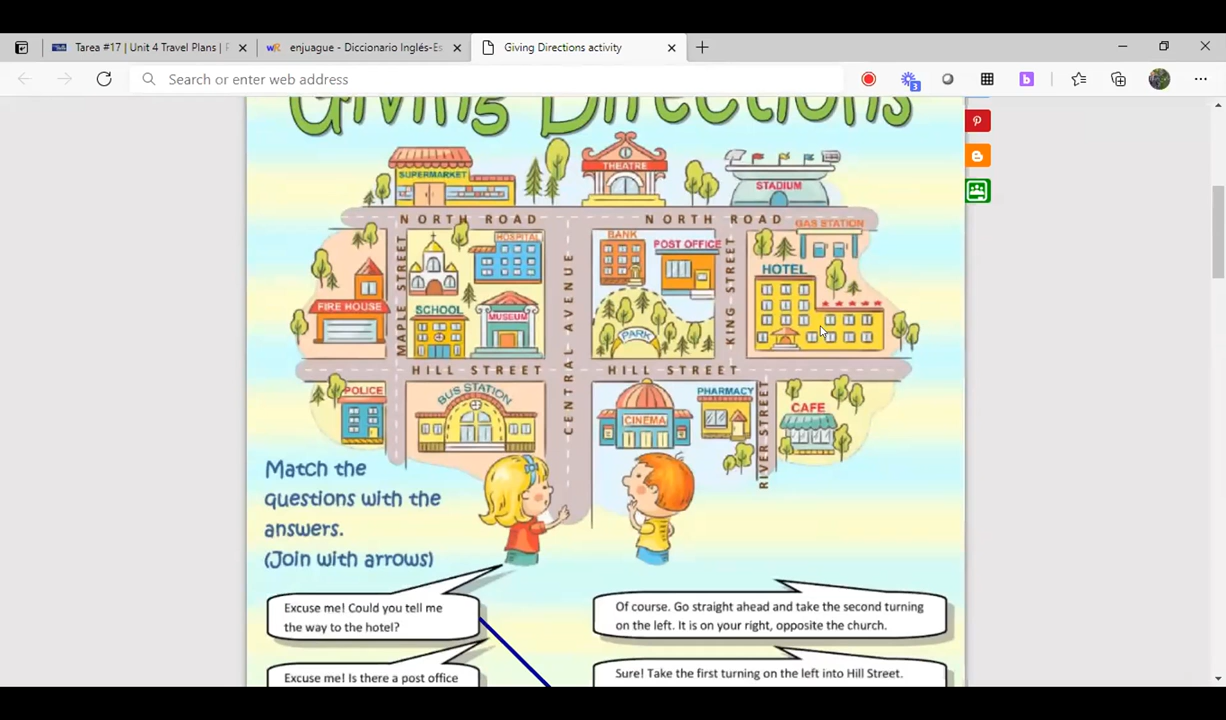 Tarea #17 | Unit 4 Travel Plans |
enjuague - Diccionario Inglés-Es
Giving Directions activity
Search or enter web address
3
Giving Directions
SUPERMARKET
THEATRE
STADIUM
NORTH ROAD
NORTH ROAD
GAS STATION
HOSPITAL
BANK
POST OFFICE
MAPLE STREET
CENTRAL AVENUE
KING STREET
HOTEL
FIRE HOUSE
SCHOOL
MUSEUM
PARK
HILL STREET
HILL STREET
POLICE
BUS STATION
CINEMA
PHARMACY
RIVER STREET
CAFE
Match the
questions with the
answers.
(Join with arrows)
Excuse me! Could you tell me
the way to the hotel?
Of course. Go straight ahead and take the second turning
on the left. It is on your right, opposite the church.
Excuse me! Is there a post office
Sure! Take the first turning on the left into Hill Street.